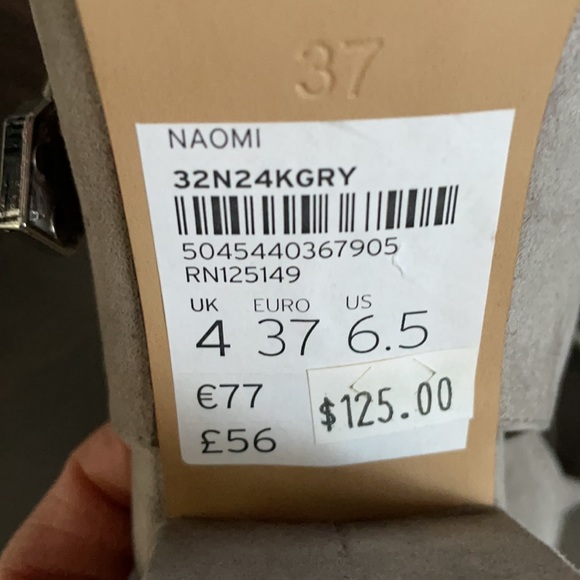 37
NAOMI
32N24KGRY
5045440367905
RN125149
UK EURO US
4 37 6.5
€77
$125.00
£56